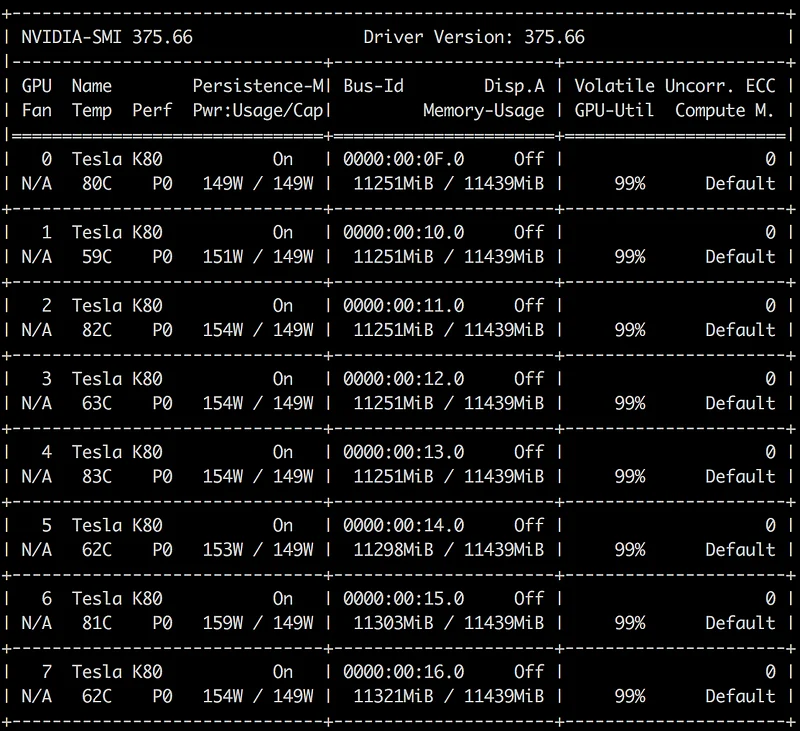 +-----------------------------------------------------------------------------+
| NVIDIA-SMI 375.66                 Driver Version: 375.66                    |
|-------------------------------+----------------------+----------------------+
| GPU  Name        Persistence-M| Bus-Id        Disp.A | Volatile Uncorr. ECC |
| Fan  Temp  Perf  Pwr:Usage/Cap|         Memory-Usage | GPU-Util  Compute M. |
|===============================+======================+======================|
|   0  Tesla K80           On   | 0000:00:0F.0     Off |                    0 |
| N/A   80C    P0   149W / 149W |  11251MiB / 11439MiB |     99%      Default |
+-------------------------------+----------------------+----------------------+
|   1  Tesla K80           On   | 0000:00:10.0     Off |                    0 |
| N/A   59C    P0   151W / 149W |  11251MiB / 11439MiB |     99%      Default |
+-------------------------------+----------------------+----------------------+
|   2  Tesla K80           On   | 0000:00:11.0     Off |                    0 |
| N/A   82C    P0   154W / 149W |  11251MiB / 11439MiB |     99%      Default |
+-------------------------------+----------------------+----------------------+
|   3  Tesla K80           On   | 0000:00:12.0     Off |                    0 |
| N/A   63C    P0   154W / 149W |  11251MiB / 11439MiB |     99%      Default |
+-------------------------------+----------------------+----------------------+
|   4  Tesla K80           On   | 0000:00:13.0     Off |                    0 |
| N/A   83C    P0   154W / 149W |  11251MiB / 11439MiB |     99%      Default |
+-------------------------------+----------------------+----------------------+
|   5  Tesla K80           On   | 0000:00:14.0     Off |                    0 |
| N/A   62C    P0   153W / 149W |  11298MiB / 11439MiB |     99%      Default |
+-------------------------------+----------------------+----------------------+
|   6  Tesla K80           On   | 0000:00:15.0     Off |                    0 |
| N/A   81C    P0   159W / 149W |  11303MiB / 11439MiB |     99%      Default |
+-------------------------------+----------------------+----------------------+
|   7  Tesla K80           On   | 0000:00:16.0     Off |                    0 |
| N/A   62C    P0   154W / 149W |  11321MiB / 11439MiB |     99%      Default |
+-------------------------------+----------------------+----------------------+